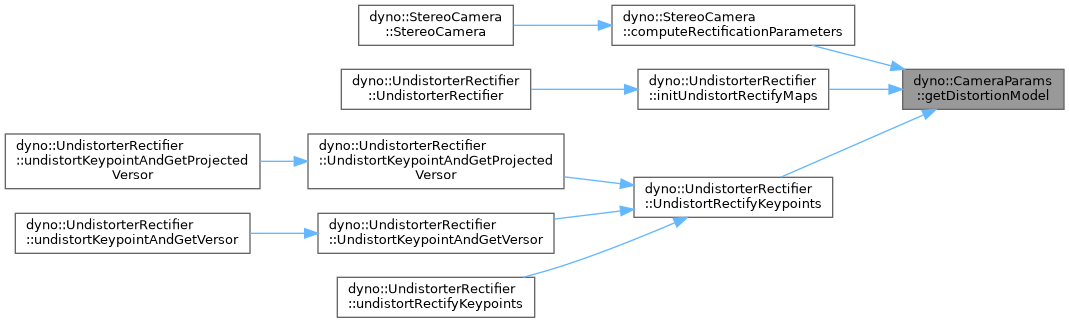 dyno::StereoCamera
::StereoCamera
dyno::StereoCamera
::computeRectificationParameters
dyno::UndistorterRectifier
::UndistorterRectifier
dyno::UndistorterRectifier
::initUndistortRectifyMaps
dyno::CameraParams
::getDistortionModel
dyno::UndistorterRectifier
::undistortKeypointAndGetProjected
Versor
dyno::UndistorterRectifier
::UndistortKeypointAndGetProjected
Versor
dyno::UndistorterRectifier
::UndistortRectifyKeypoints
dyno::UndistorterRectifier
::undistortKeypointAndGetVersor
dyno::UndistorterRectifier
::UndistortKeypointAndGetVersor
dyno::UndistorterRectifier
::undistortRectifyKeypoints